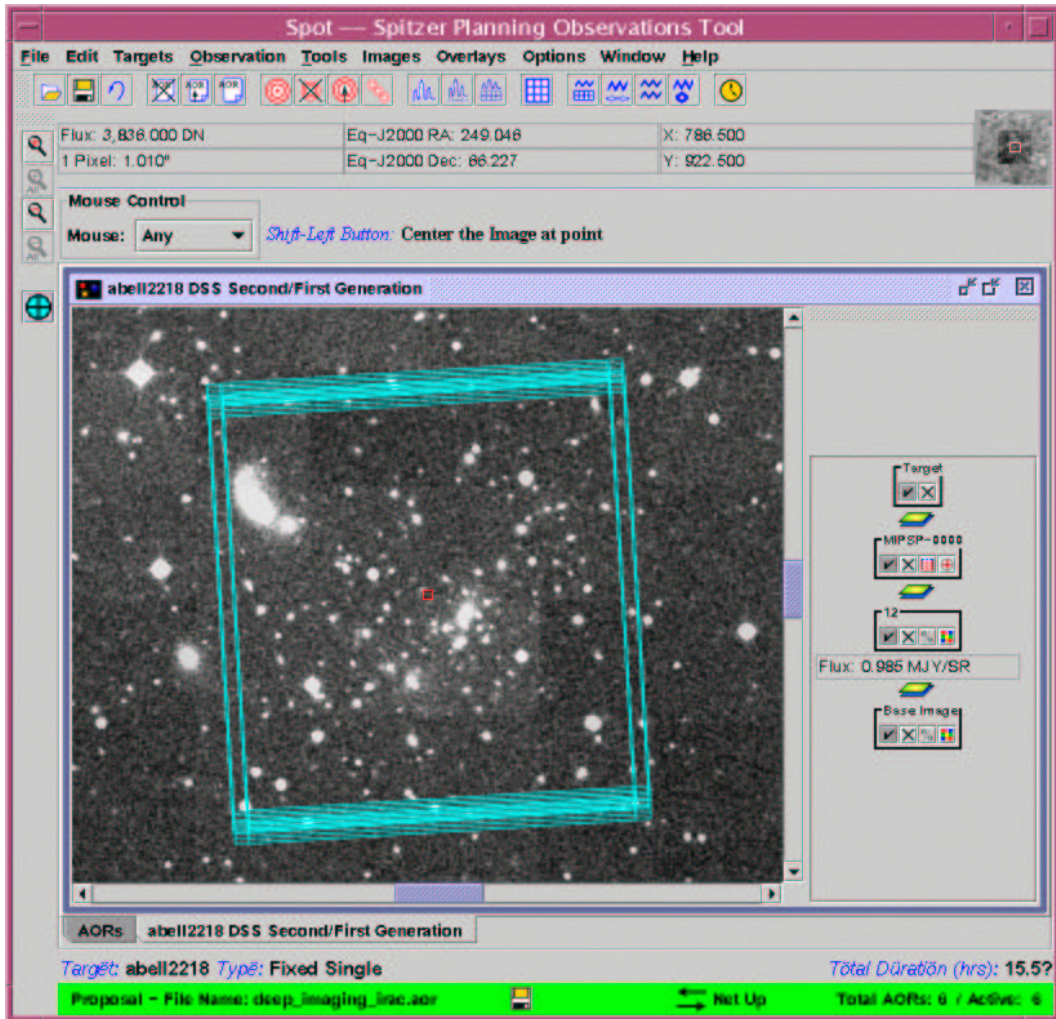 Spot — Spitzer Planning Observations Tool
File Edit Targets Observation Tools Images Overlays Options Window Help
Flux: 3,836.000 DN Eq-J2000 RA: 249.046 X: 786.500
1 Pixel: 1.010" Eq-J2000 Dec: 66.227 Y: 922.500
Mouse Control
Mouse: Any Shift-Left Button: Center the Image at point
abell2218 DSS Second/First Generation
Target
MIPSP-0000
12
Flux: 0.985 MJY/SR
Base Image
AORs abell2218 DSS Second/First Generation
Target: abell2218 Type: Fixed Single Total Duration (hrs): 15.5?
Proposal - File Name: deep_imaging_irac.aor Net Up Total AORs: 6 / Active: 6